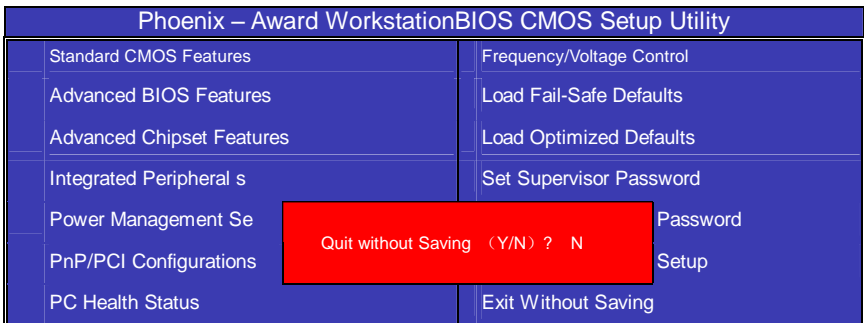 Phoenix – Award WorkstationBIOS CMOS Setup Utility
Standard CMOS Features
Frequency/Voltage Control
Advanced BIOS Features
Load Fail-Safe Defaults
Advanced Chipset Features
Load Optimized Defaults
Integrated Peripheral s
Set Supervisor Password
Power Management Se
Password
Quit without Saving （Y/N）? N
PnP/PCI Configurations
Setup
PC Health Status
Exit Without Saving